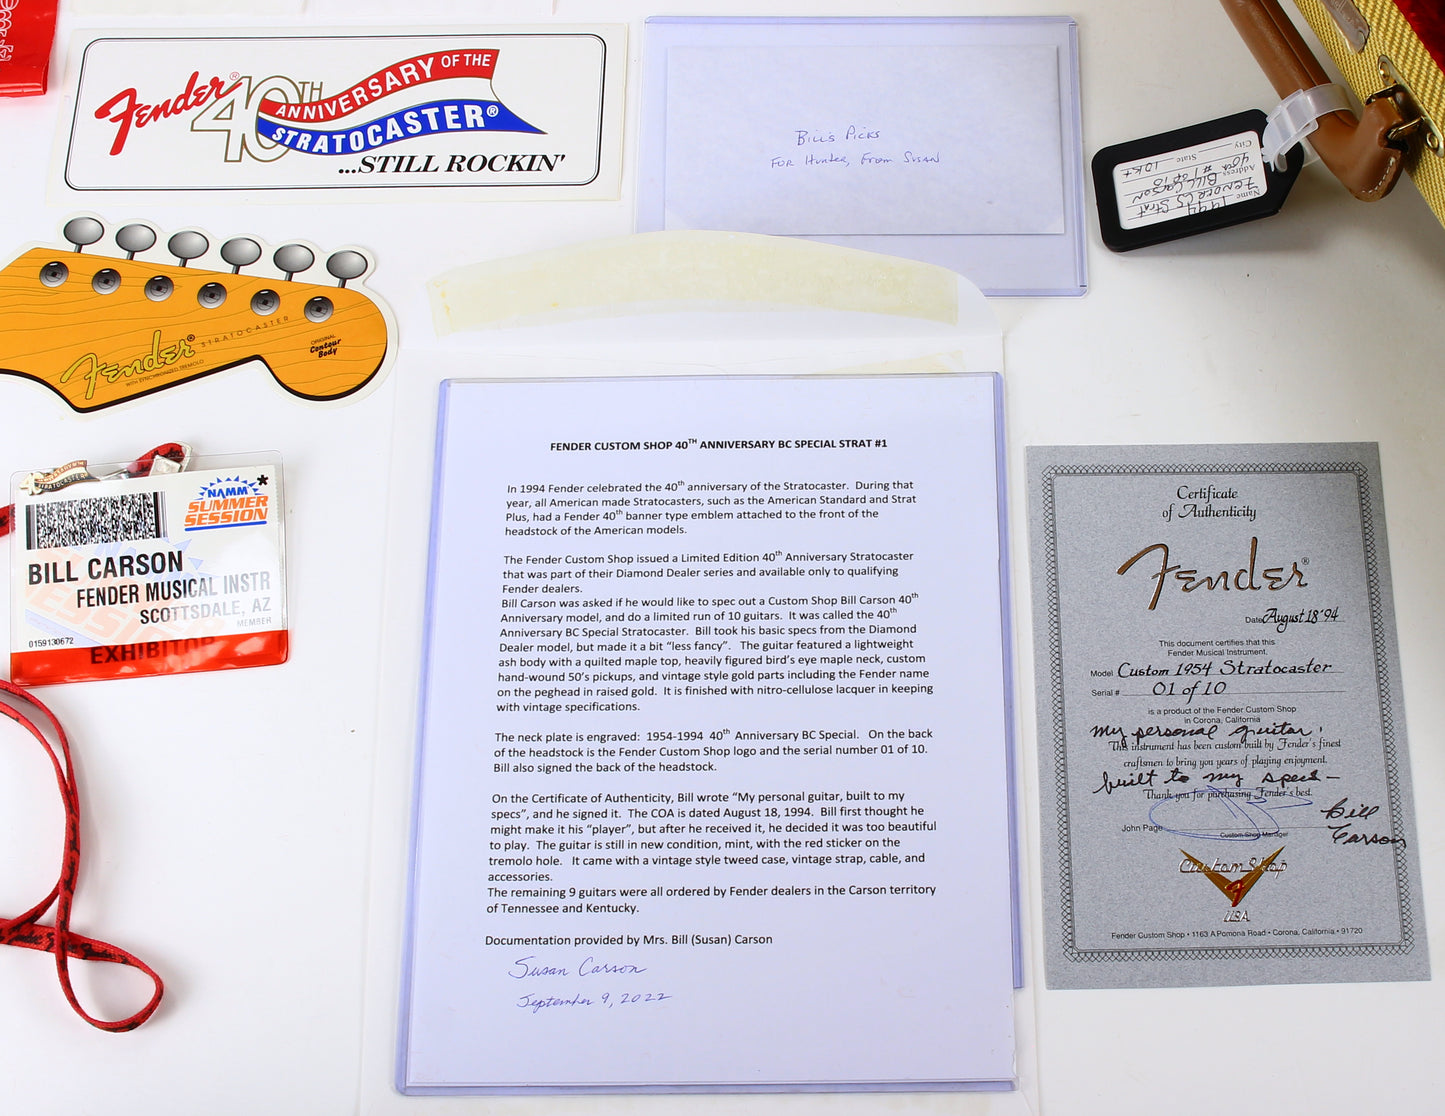 Fender® 40TH ANNIVERSARY OF THE
STRATOCASTER®
...STILL ROCKIN'
Bill's Picks
For Hunter, From Susan
Name 1994
Fender CS Strat
Address Bill Carson
40th #1 of 10
City State
Fender® STRATOCASTER
WITH SYNCHRONIZED TREMOLO
ORIGINAL
Contour
Body
NAMM
SUMMER
SESSION
*
BILL CARSON
FENDER MUSICAL INSTR
SCOTTSDALE, AZ
MEMBER
0159130672
EXHIBITOR
FENDER CUSTOM SHOP 40TH ANNIVERSARY BC SPECIAL STRAT #1
In 1994 Fender celebrated the 40th anniversary of the Stratocaster. During that
year, all American made Stratocasters, such as the American Standard and Strat
Plus, had a Fender 40th banner type emblem attached to the front of the
headstock of the American models.
The Fender Custom Shop issued a Limited Edition 40th Anniversary Stratocaster
that was part of their Diamond Dealer series and available only to qualifying
Fender dealers.
Bill Carson was asked if he would like to spec out a Custom Shop Bill Carson 40th
Anniversary model, and do a limited run of 10 guitars. It was called the 40th
Anniversary BC Special Stratocaster. Bill took his basic specs from the Diamond
Dealer model, but made it a bit “less fancy”. The guitar featured a lightweight
ash body with a quilted maple top, heavily figured bird’s eye maple neck, custom
hand-wound 50’s pickups, and vintage style gold parts including the Fender name
on the peghead in raised gold. It is finished with nitro-cellulose lacquer in keeping
with vintage specifications.
The neck plate is engraved: 1954-1994 40th Anniversary BC Special. On the back
of the headstock is the Fender Custom Shop logo and the serial number 01 of 10.
Bill also signed the back of the headstock.
On the Certificate of Authenticity, Bill wrote “My personal guitar, built to my
specs”, and he signed it. The COA is dated August 18, 1994. Bill first thought he
might make it his “player”, but after he received it, he decided it was too beautiful
to play. The guitar is still in new condition, mint, with the red sticker on the
tremolo hole. It came with a vintage style tweed case, vintage strap, cable, and
accessories.
The remaining 9 guitars were all ordered by Fender dealers in the Carson territory
of Tennessee and Kentucky.
Documentation provided by Mrs. Bill (Susan) Carson
Susan Carson
September 9, 2022
Certificate
of Authenticity
Fender®
Date August 18 '94
This document certifies that this
Fender Musical Instrument,
Model Custom 1954 Stratocaster
Serial # 01 of 10
is a product of the Fender Custom Shop
in Corona, California
My personal guitar,
This instrument has been custom built by Fender's finest
craftsmen to bring you years of playing enjoyment.
built to my specs –
Thank you for purchasing Fender's best.
John Page
Custom Shop Manager
Bill
Carson
Custom Shop
USA
Fender Custom Shop • 1163 A Pomona Road • Corona, California • 91720